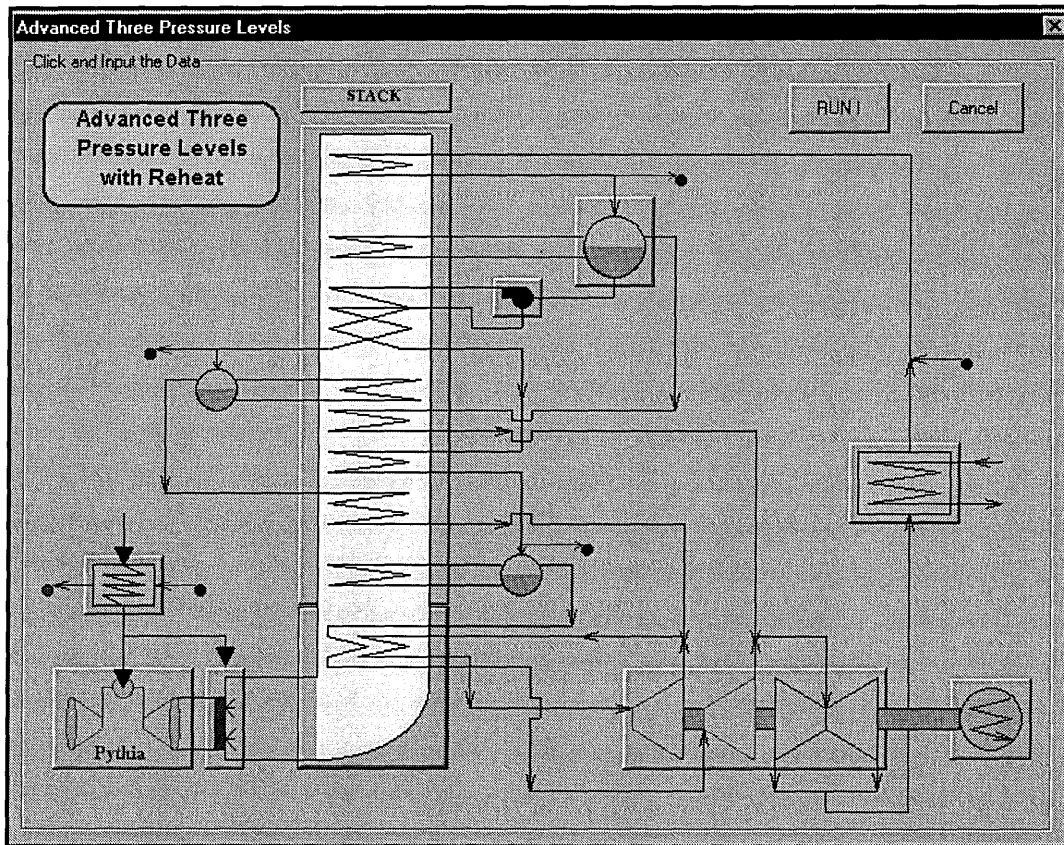 Advanced Three Pressure Levels
Click and Input the Data
STACK
RUN !
Cancel
Advanced Three
Pressure Levels
with Reheat
Pythia